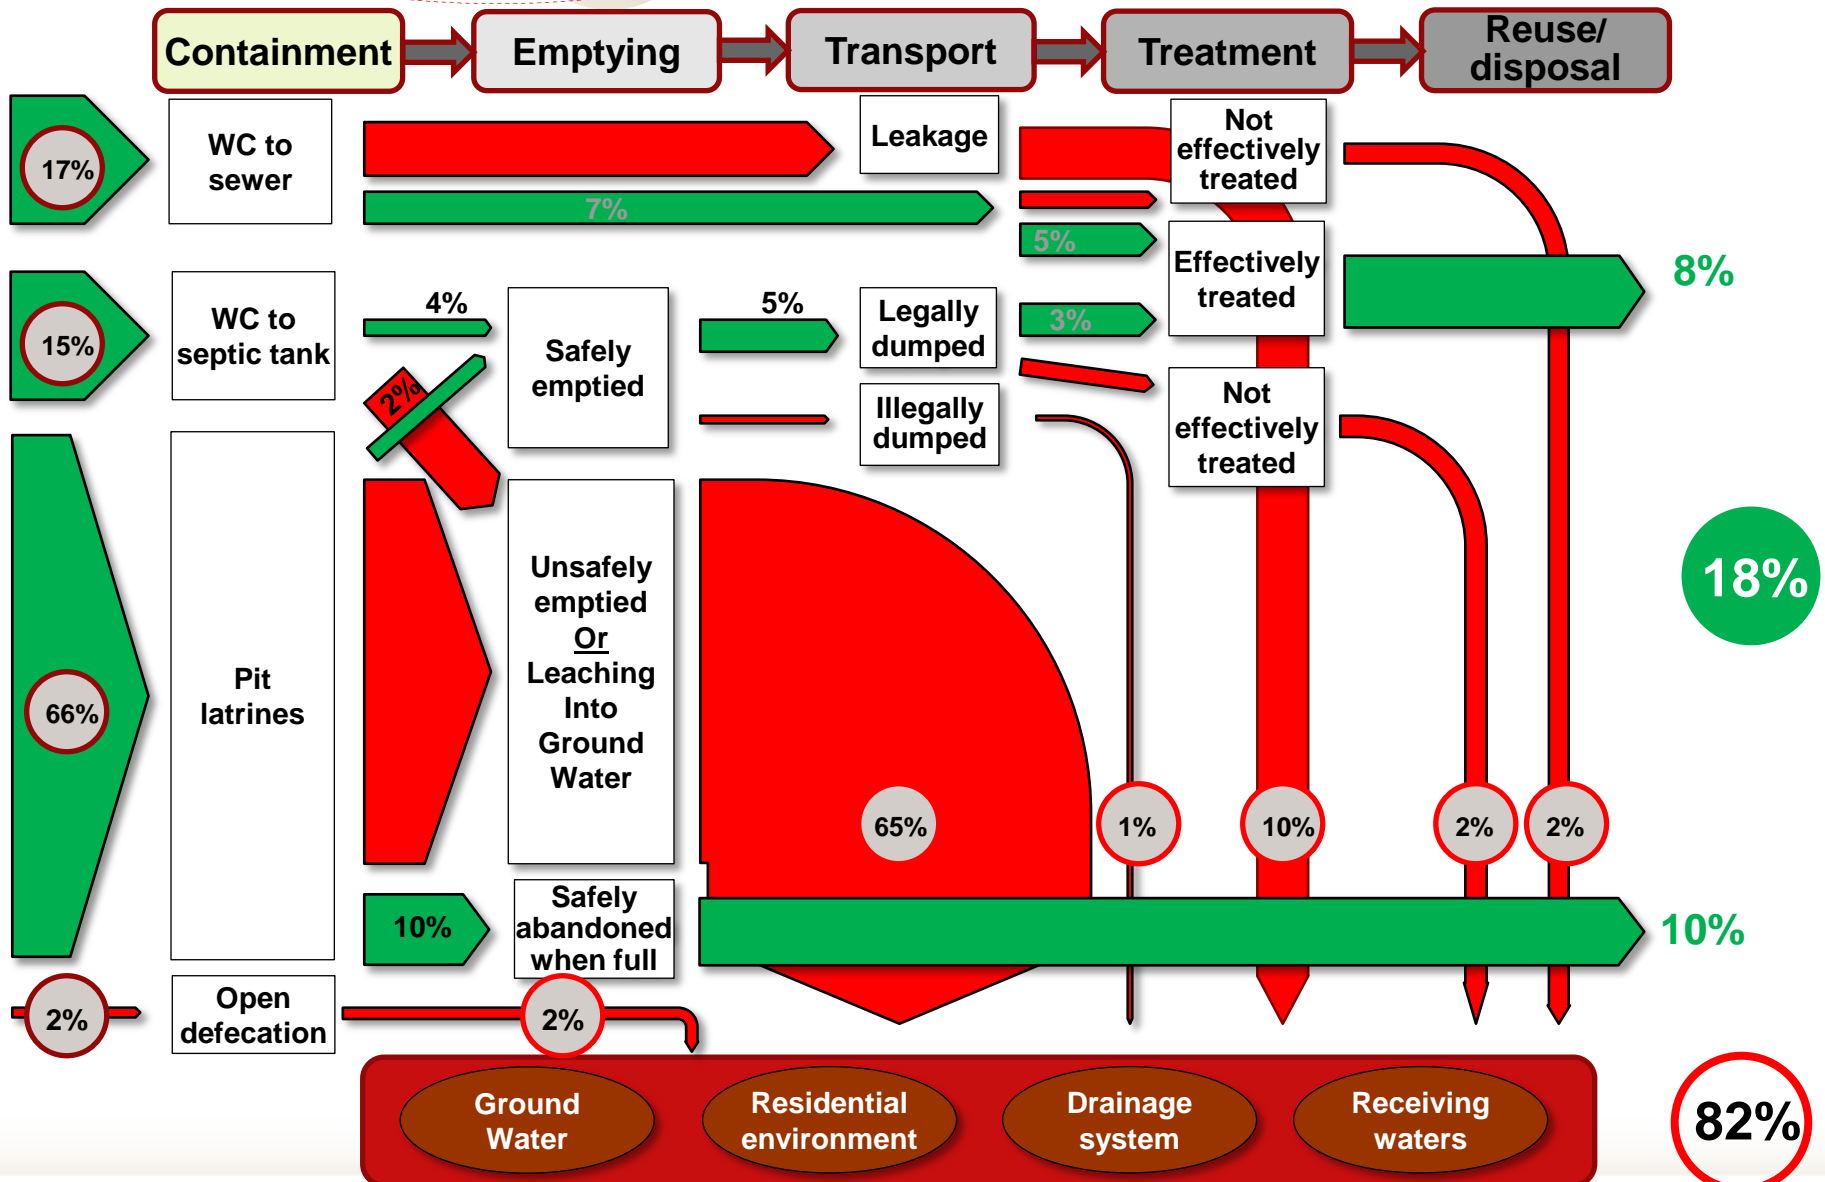 Containment
Emptying
Transport
Treatment
Reuse/
disposal
17%
WC to
sewer
7%
Leakage
5%
Not
effectively
treated
Effectively
treated
8%
15%
WC to
septic tank
4%
2%
Safely
emptied
5%
Legally
dumped
3%
Illegally
dumped
Not
effectively
treated
18%
66%
Pit
latrines
Unsafely
emptied
Or
Leaching
Into
Ground
Water
65%
1%
10%
2%
2%
10%
Safely
abandoned
when full
10%
2%
Open
defecation
2%
Ground
Water
Residential
environment
Drainage
system
Receiving
waters
82%